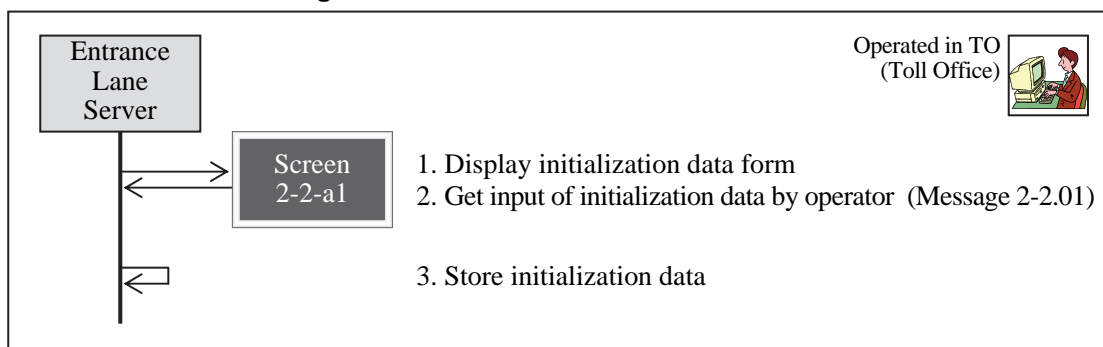 Entrance
Lane
Server
Operated in TO
(Toll Office)
Screen
2-2-a1
1. Display initialization data form
2. Get input of initialization data by operator (Message 2-2.01)
3. Store initialization data